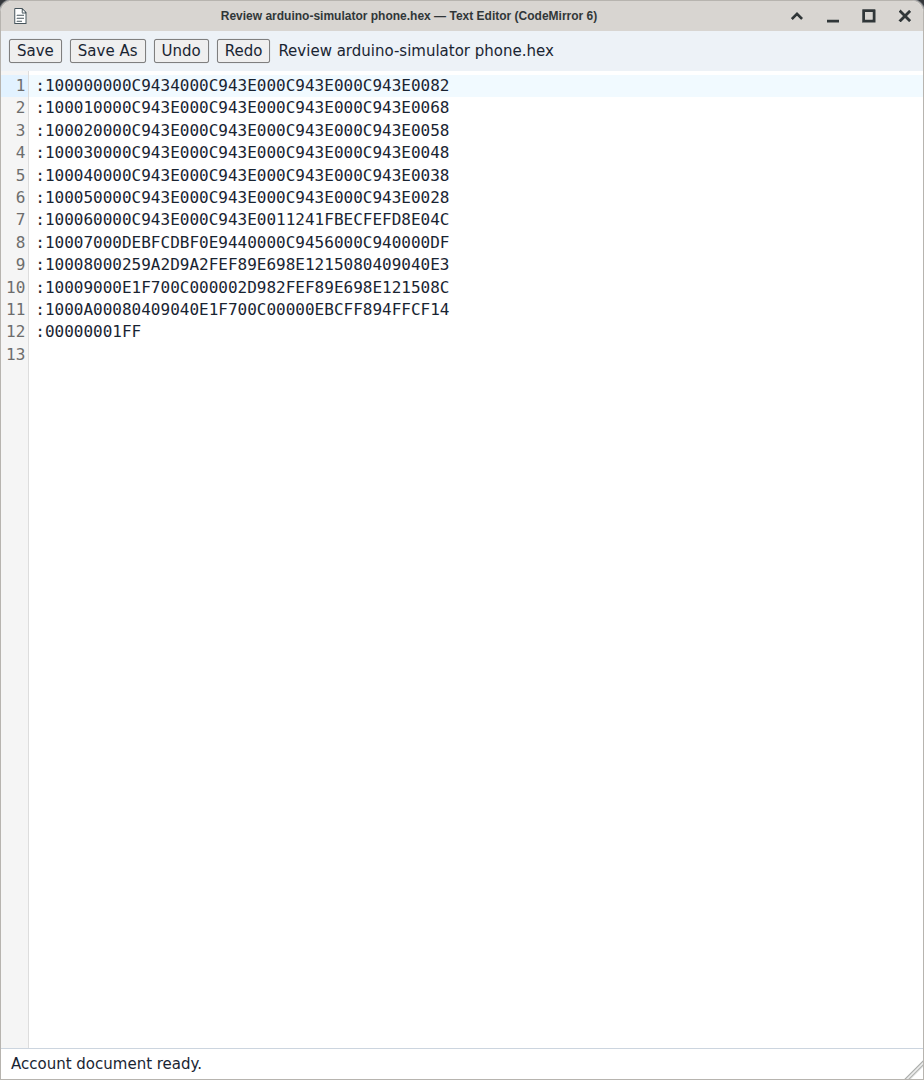 Review arduino-simulator phone.hex — Text Editor (CodeMirror 6)
Save Save As Undo Redo Review arduino-simulator phone.hex
1 :100000000C9434000C943E000C943E000C943E0082
2 :100010000C943E000C943E000C943E000C943E0068
3 :100020000C943E000C943E000C943E000C943E0058
4 :100030000C943E000C943E000C943E000C943E0048
5 :100040000C943E000C943E000C943E000C943E0038
6 :100050000C943E000C943E000C943E000C943E0028
7 :100060000C943E000C943E0011241FBECFEFD8E04C
8 :10007000DEBFCDBF0E9440000C9456000C940000DF
9 :10008000259A2D9A2FEF89E698E1215080409040E3
10 :10009000E1F700C000002D982FEF89E698E121508C
11 :1000A00080409040E1F700C00000EBCFF894FFCF14
12 :00000001FF
13
Account document ready.